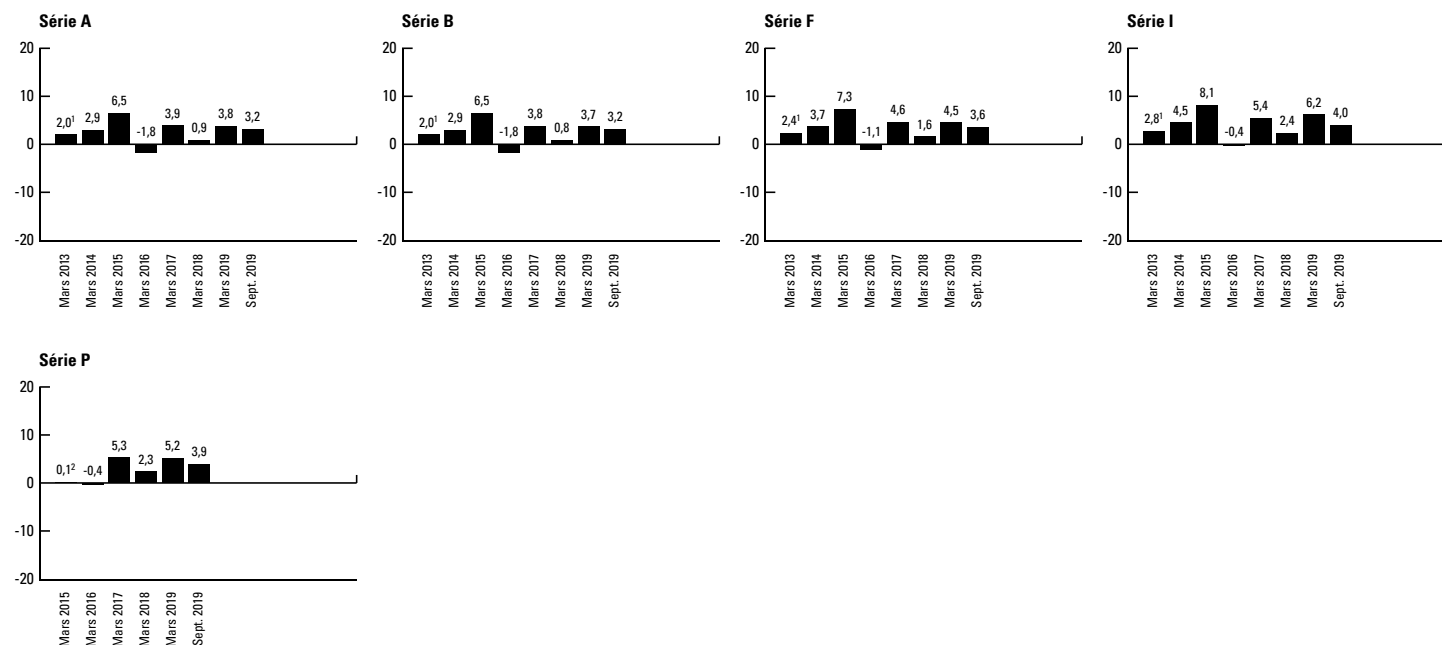 Série A
20
10
0
-10
-20
2,0¹
2,9
6,5
-1,8
3,9
0,9
3,8
3,2
Mars 2013
Mars 2014
Mars 2015
Mars 2016
Mars 2017
Mars 2018
Mars 2019
Sept. 2019
Série B
20
10
0
-10
-20
2,0¹
2,9
6,5
-1,8
3,8
0,8
3,7
3,2
Mars 2013
Mars 2014
Mars 2015
Mars 2016
Mars 2017
Mars 2018
Mars 2019
Sept. 2019
Série F
20
10
0
-10
-20
2,4¹
3,7
7,3
-1,1
4,6
1,6
4,5
3,6
Mars 2013
Mars 2014
Mars 2015
Mars 2016
Mars 2017
Mars 2018
Mars 2019
Sept. 2019
Série I
20
10
0
-10
-20
2,8¹
4,5
8,1
-0,4
5,4
2,4
6,2
4,0
Mars 2013
Mars 2014
Mars 2015
Mars 2016
Mars 2017
Mars 2018
Mars 2019
Sept. 2019
Série P
20
10
0
-10
-20
0,1²
-0,4
5,3
2,3
5,2
3,9
Mars 2015
Mars 2016
Mars 2017
Mars 2018
Mars 2019
Sept. 2019